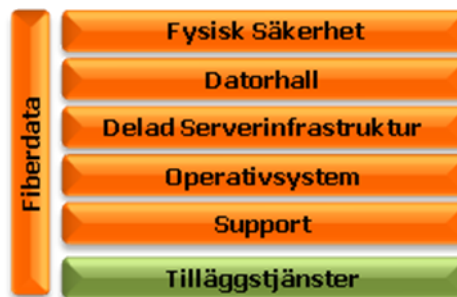 Fiberdata
Fysisk Säkerhet
Datorhall
Delad Serverinfrastruktur
Operativsystem
Support
Tilläggstjänster